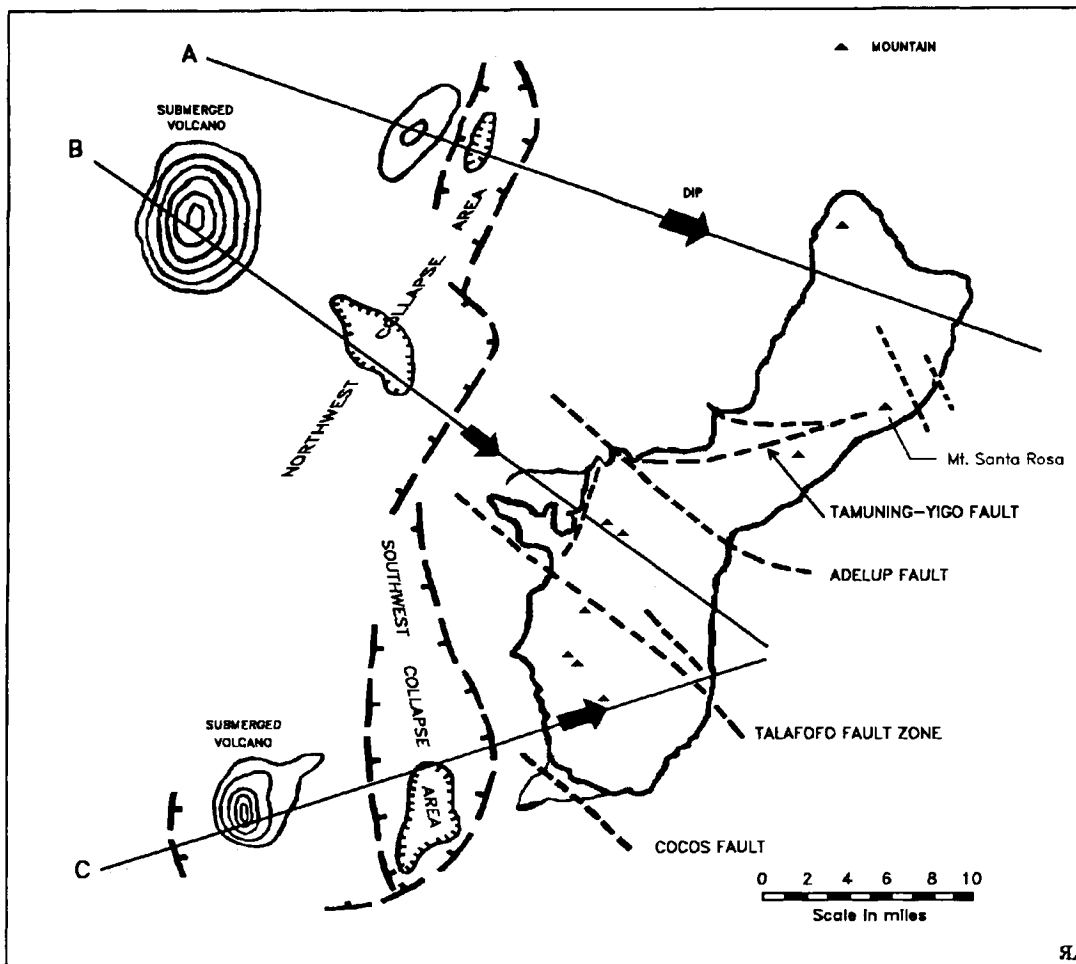 A
MOUNTAIN
SUBMERGED
VOLCANO
B
DIP
AREA
COLLAPSE
NORTHWEST
Mt. Santa Rosa
TAMUNING-YIGO FAULT
ADELUP FAULT
SOUTHWEST
COLLAPSE
AREA
SUBMERGED
VOLCANO
TALAFOFO FAULT ZONE
COCOS FAULT
C
0 2 4 6 8 10
Scale in miles